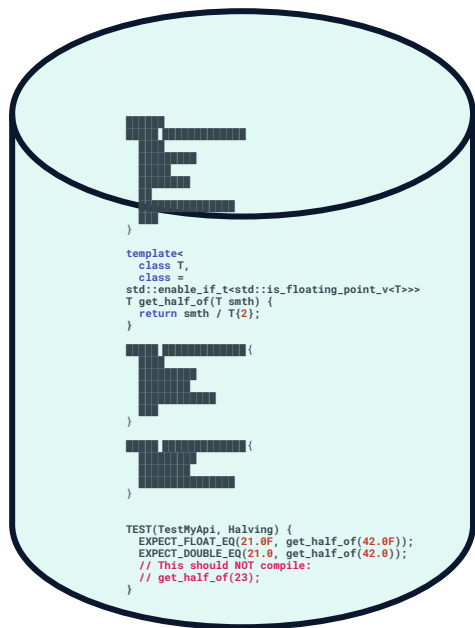 }
template<
class T,
class =
std::enable_if_t<std::is_floating_point_v<T>>>
T get_half_of(T smth) {
return smth / T{2};
}
{
}
{
}
TEST(TestMyApi, Halving) {
EXPECT_FLOAT_EQ(21.0F, get_half_of(42.0F));
EXPECT_DOUBLE_EQ(21.0, get_half_of(42.0));
// This should NOT compile:
// get_half_of(23);
}